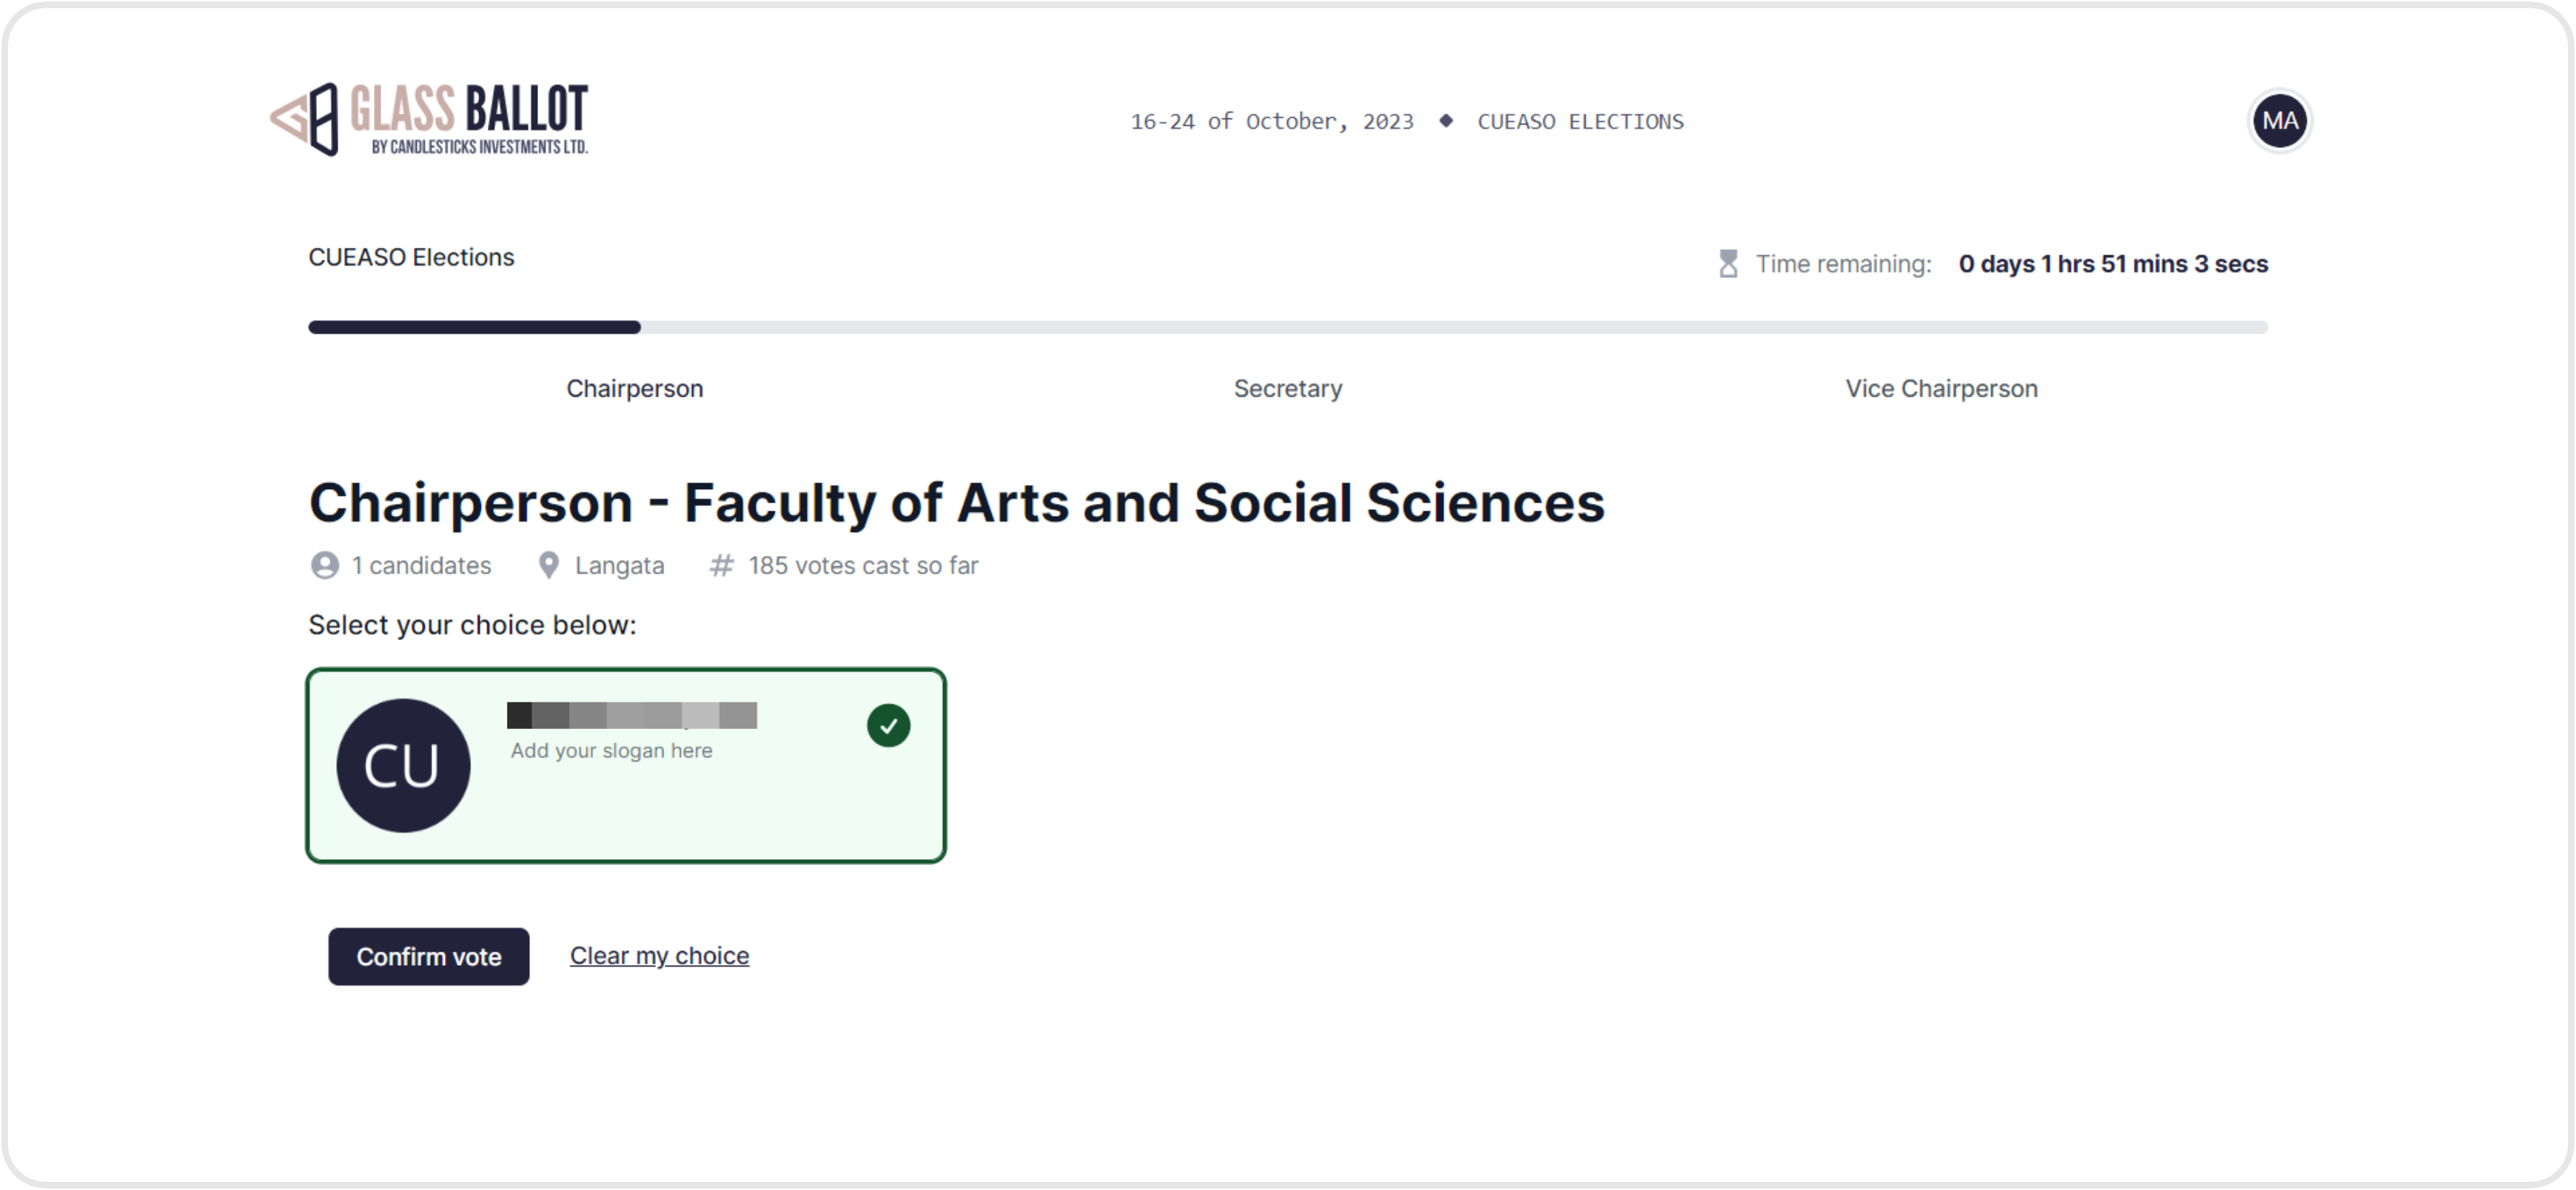 GLASS BALLOT
BY CANDLESTICKS INVESTMENTS LTD.
16-24 of October, 2023 ◆ CUEASO ELECTIONS
MA
CUEASO Elections
Time remaining: 0 days 1 hrs 51 mins 3 secs
Chairperson
Secretary
Vice Chairperson
Chairperson - Faculty of Arts and Social Sciences
1 candidates
Langata
# 185 votes cast so far
Select your choice below:
CU
Add your slogan here
Confirm vote
Clear my choice